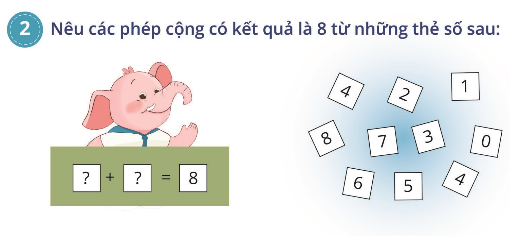 2 Nêu các phép cộng có kết quả là 8 từ những thẻ số sau:
4 2 1
8 7 3 0
6 5 4
? + ? = 8